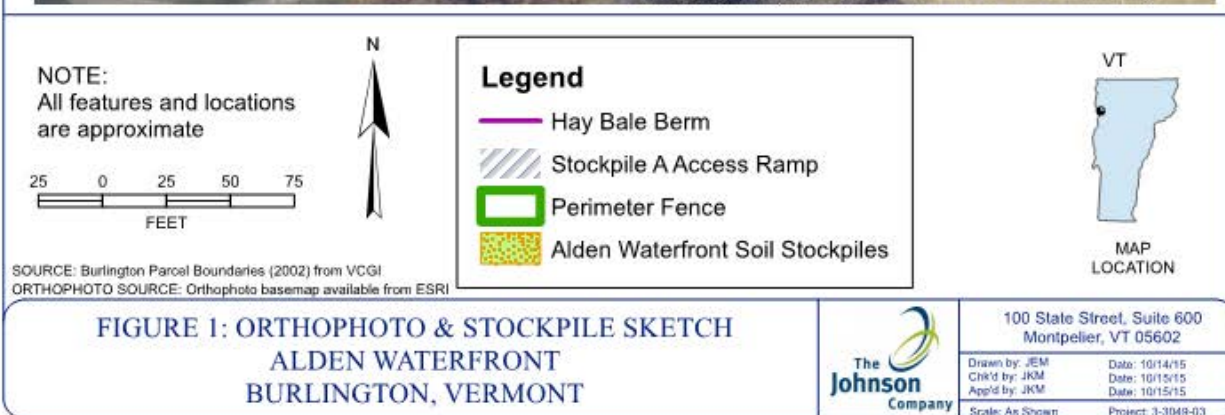 NOTE:
All features and locations
are approximate
25 0 25 50 75
FEET
SOURCE: Burlington Parcel Boundaries (2002) from VCGI
ORTHOPHOTO SOURCE: Orthophoto basemap available from ESRI
N
Legend
Hay Bale Berm
Stockpile A Access Ramp
Perimeter Fence
Alden Waterfront Soil Stockpiles
VT
MAP
LOCATION
FIGURE 1: ORTHOPHOTO & STOCKPILE SKETCH
ALDEN WATERFRONT
BURLINGTON, VERMONT
The
Johnson
Company
100 State Street, Suite 600
Montpelier, VT 05602
Drawn by: JEM Date: 10/14/15
Chk'd by: JKM Date: 10/15/15
App'd by: JKM Date: 10/15/15
Scale: As Shown Project: 3-3049-03